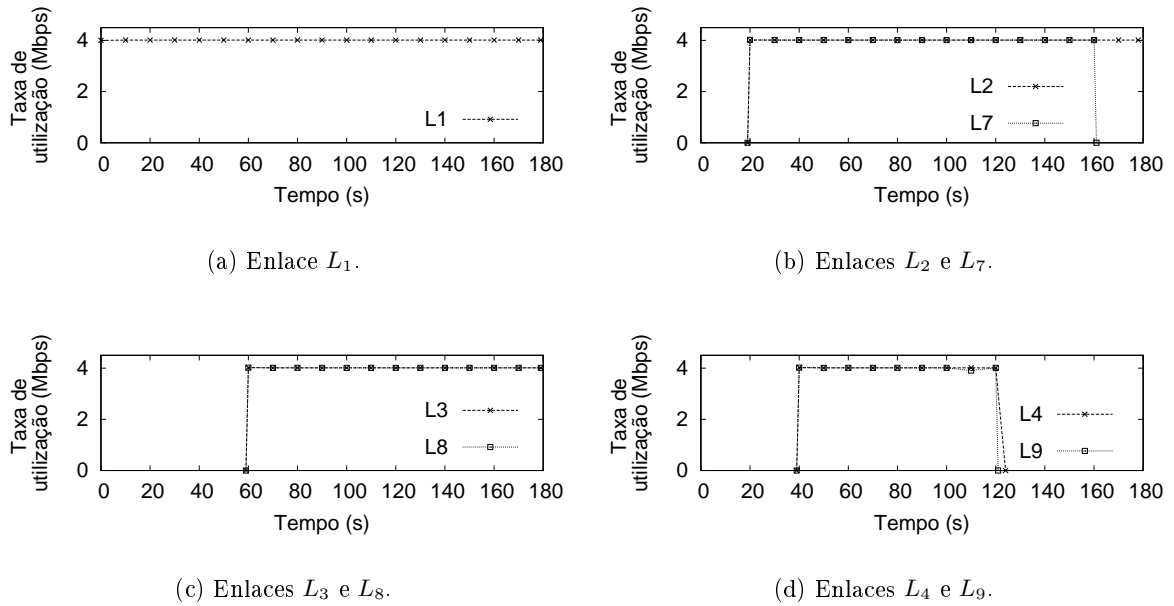 Taxa de
utilização (Mbps)
4
2
0
0 20 40 60 80 100 120 140 160 180
Tempo (s)
L1
(a) Enlace L1.
Taxa de
utilização (Mbps)
4
2
0
0 20 40 60 80 100 120 140 160 180
Tempo (s)
L2
L7
(b) Enlaces L2 e L7.
Taxa de
utilização (Mbps)
4
2
0
0 20 40 60 80 100 120 140 160 180
Tempo (s)
L3
L8
(c) Enlaces L3 e L8.
Taxa de
utilização (Mbps)
4
2
0
0 20 40 60 80 100 120 140 160 180
Tempo (s)
L4
L9
(d) Enlaces L4 e L9.